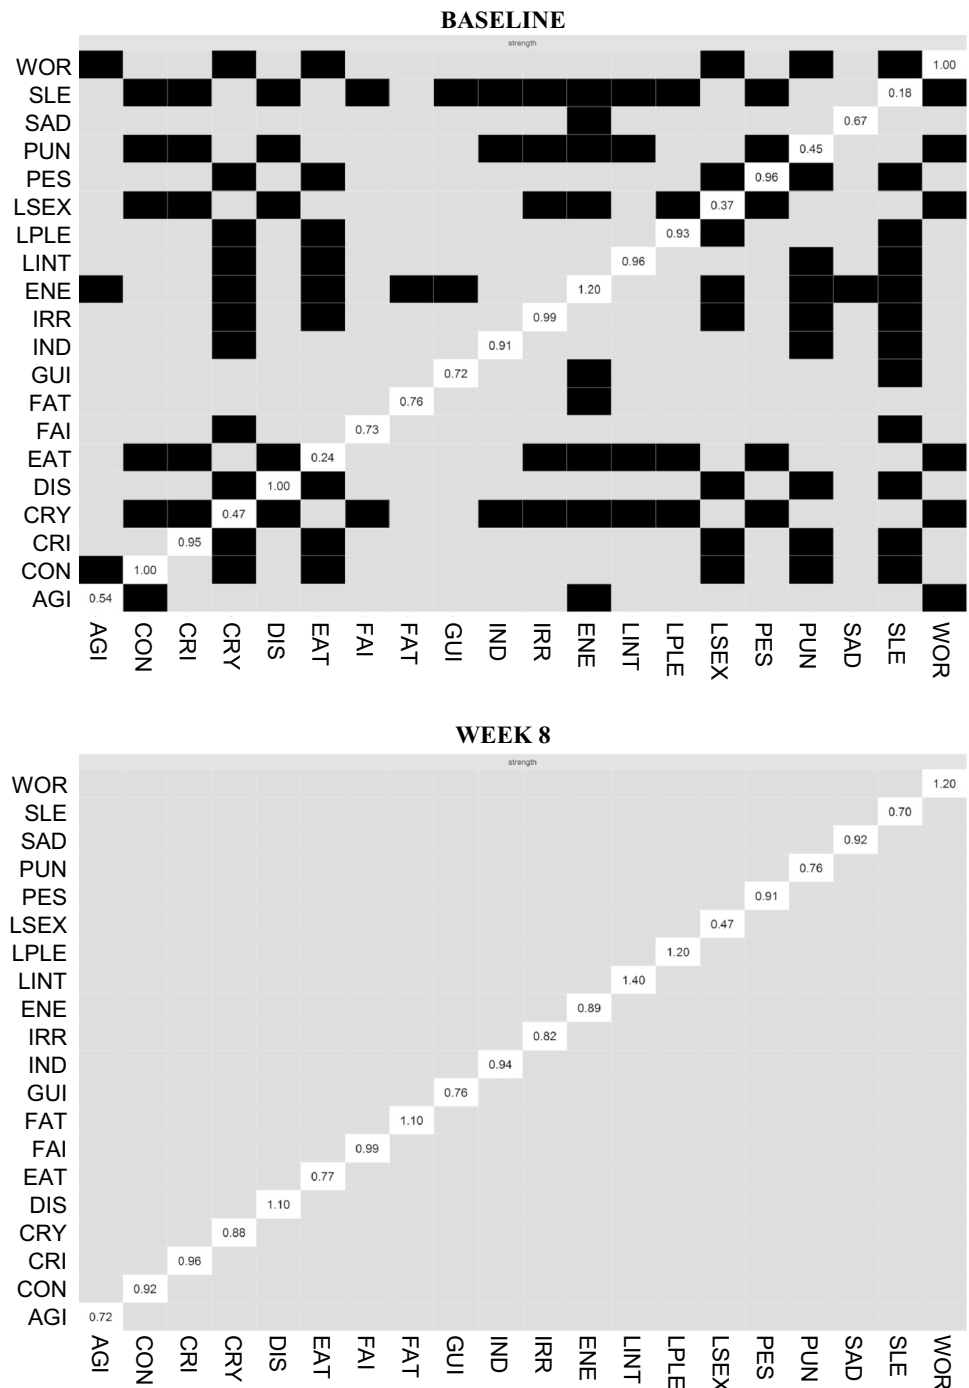 BASELINE
strength
WOR 1.00
SLE 0.18
SAD 0.67
PUN 0.45
PES 0.96
LSEX 0.37
LPLE 0.93
LINT 0.96
ENE 1.20
IRR 0.99
IND 0.91
GUI 0.72
FAT 0.76
FAI 0.73
EAT 0.24
DIS 1.00
CRY 0.47
CRI 0.95
CON 1.00
AGI 0.54
AGI CON CRI CRY DIS EAT FAI FAT GUI IND IRR ENE LINT LPLE LSEX PES PUN SAD SLE WOR
WEEK 8
strength
WOR 1.20
SLE 0.70
SAD 0.92
PUN 0.76
PES 0.91
LSEX 0.47
LPLE 1.20
LINT 1.40
ENE 0.89
IRR 0.82
IND 0.94
GUI 0.76
FAT 1.10
FAI 0.99
EAT 0.77
DIS 1.10
CRY 0.88
CRI 0.96
CON 0.92
AGI 0.72
AGI CON CRI CRY DIS EAT FAI FAT GUI IND IRR ENE LINT LPLE LSEX PES PUN SAD SLE WOR